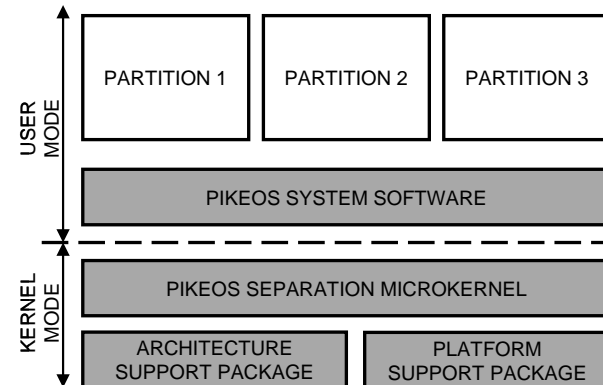 PARTITION 1
PARTITION 2
PARTITION 3
USER
MODE
PIKEOS SYSTEM SOFTWARE
KERNEL
MODE
PIKEOS SEPARATION MICROKERNEL
ARCHITECTURE
SUPPORT PACKAGE
PLATFORM
SUPPORT PACKAGE